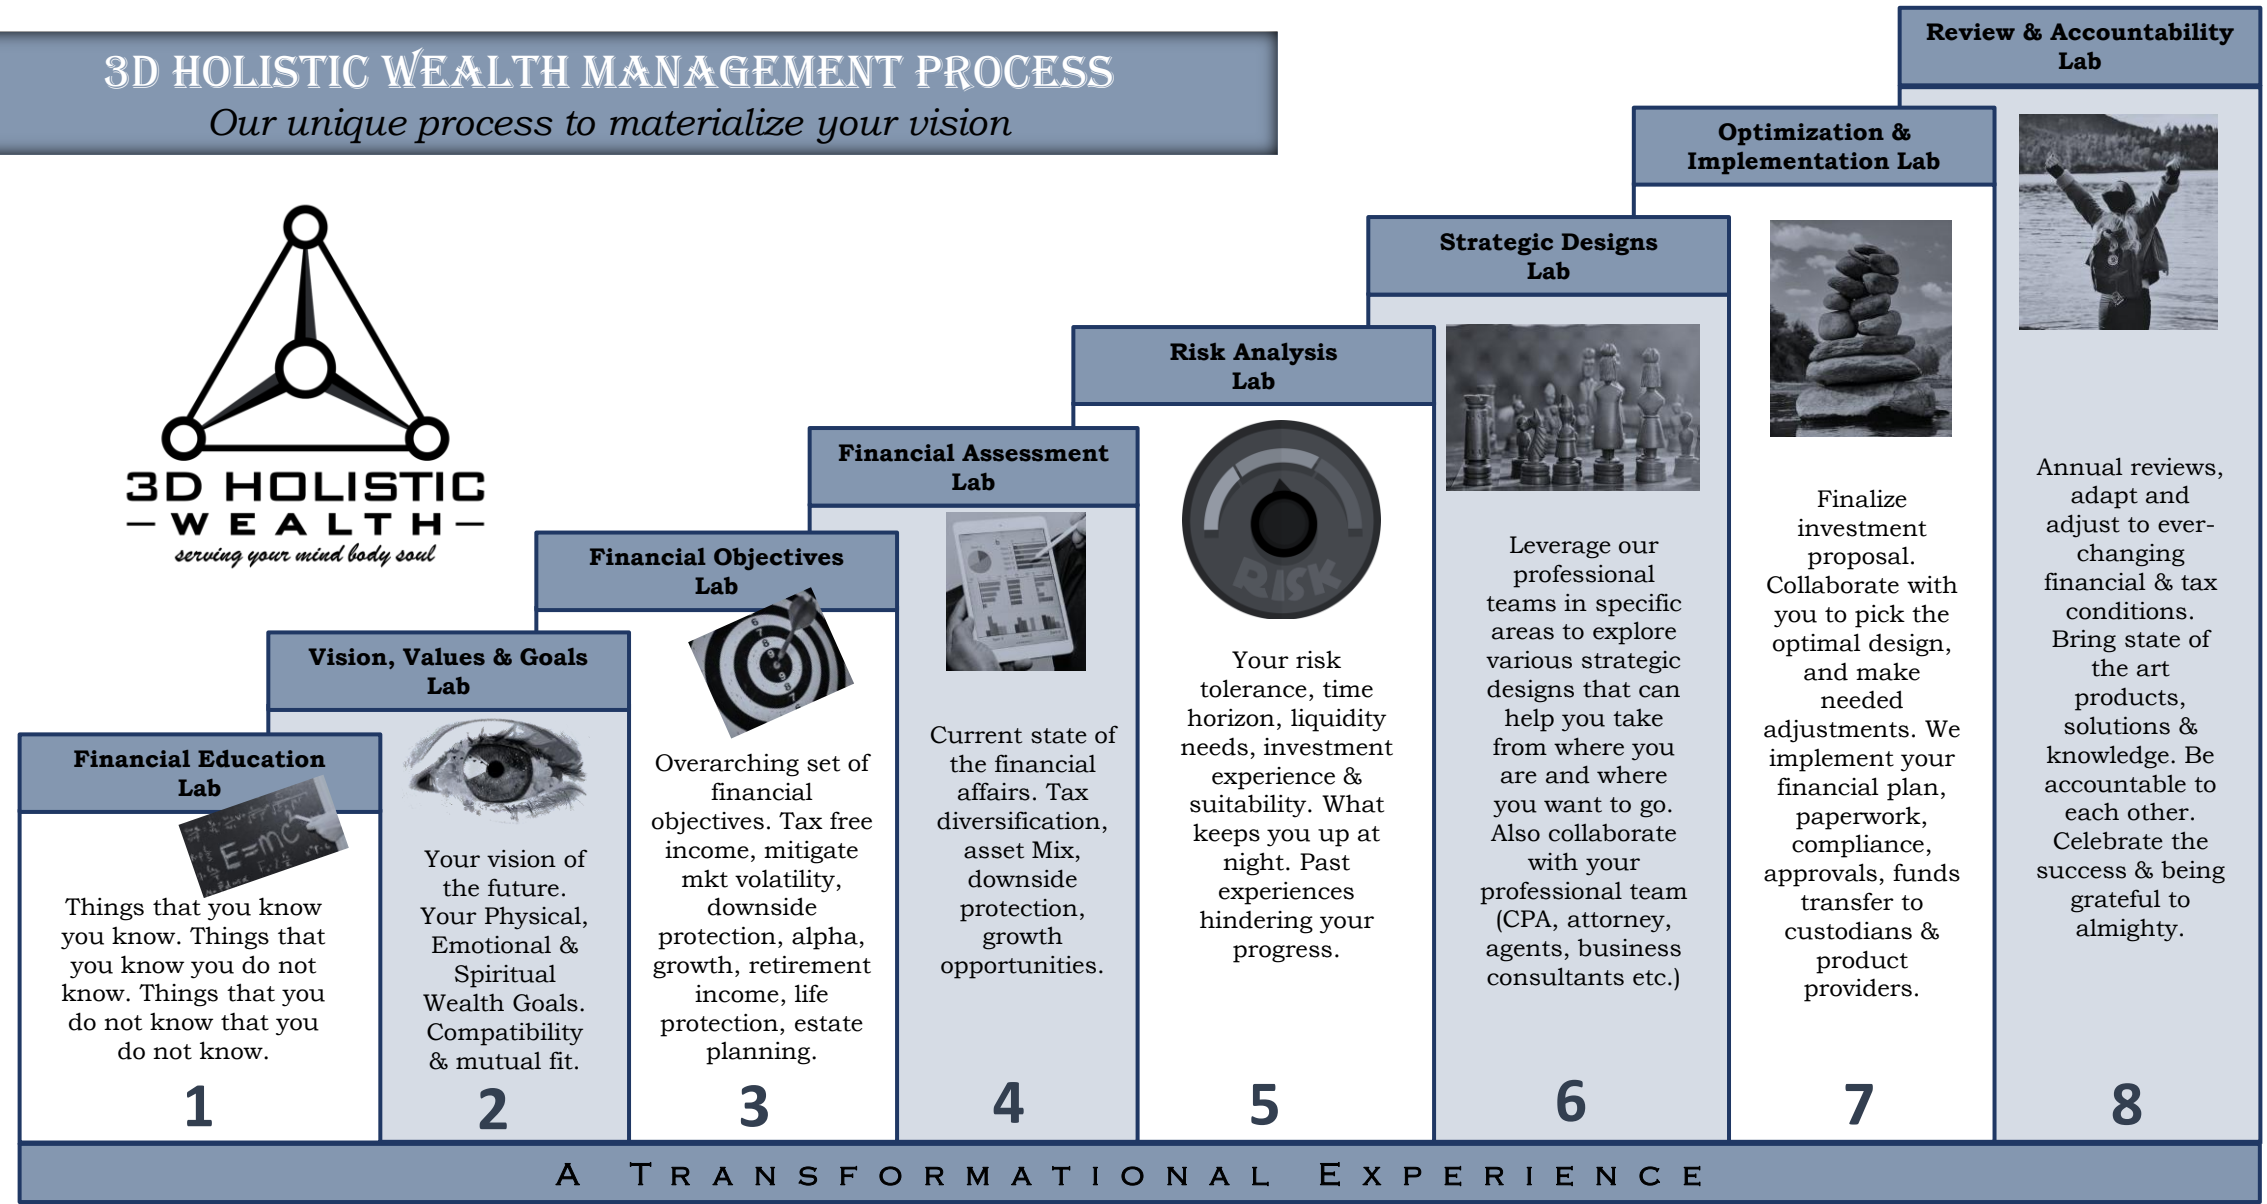 3D HOLISTIC WEALTH MANAGEMENT PROCESS
Our unique process to materialize your vision
3D HOLISTIC
WEALTH
serving your mind body soul
Financial Education
Lab
E=mc²
Things that you know
you know. Things that
you know you do not
know. Things that you
do not know that you
do not know.
1
Vision, Values & Goals
Lab
Your vision of
the future.
Your Physical,
Emotional &
Spiritual
Wealth Goals.
Compatibility
& mutual fit.
2
Financial Objectives
Lab
Overarching set of
financial
objectives. Tax free
income, mitigate
mkt volatility,
downside
protection, alpha,
growth, retirement
income, life
protection, estate
planning.
3
Financial Assessment
Lab
Current state of
the financial
affairs. Tax
diversification,
asset Mix,
downside
protection,
growth
opportunities.
4
Risk Analysis
Lab
RISK
Your risk
tolerance, time
horizon, liquidity
needs, investment
experience &
suitability. What
keeps you up at
night. Past
experiences
hindering your
progress.
5
Strategic Designs
Lab
Leverage our
professional
teams in specific
areas to explore
various strategic
designs that can
help you take
from where you
are and where
you want to go.
Also collaborate
with your
professional team
(CPA, attorney,
agents, business
consultants etc.)
6
Optimization &
Implementation Lab
Finalize
investment
proposal.
Collaborate with
you to pick the
optimal design,
and make
needed
adjustments. We
implement your
financial plan,
paperwork,
compliance,
approvals, funds
transfer to
custodians &
product
providers.
7
Review & Accountability
Lab
Annual reviews,
adapt and
adjust to ever-
changing
financial & tax
conditions.
Bring state of
the art
products,
solutions &
knowledge. Be
accountable to
each other.
Celebrate the
success & being
grateful to
almighty.
8
A TRANSFORMATIONAL EXPERIENCE